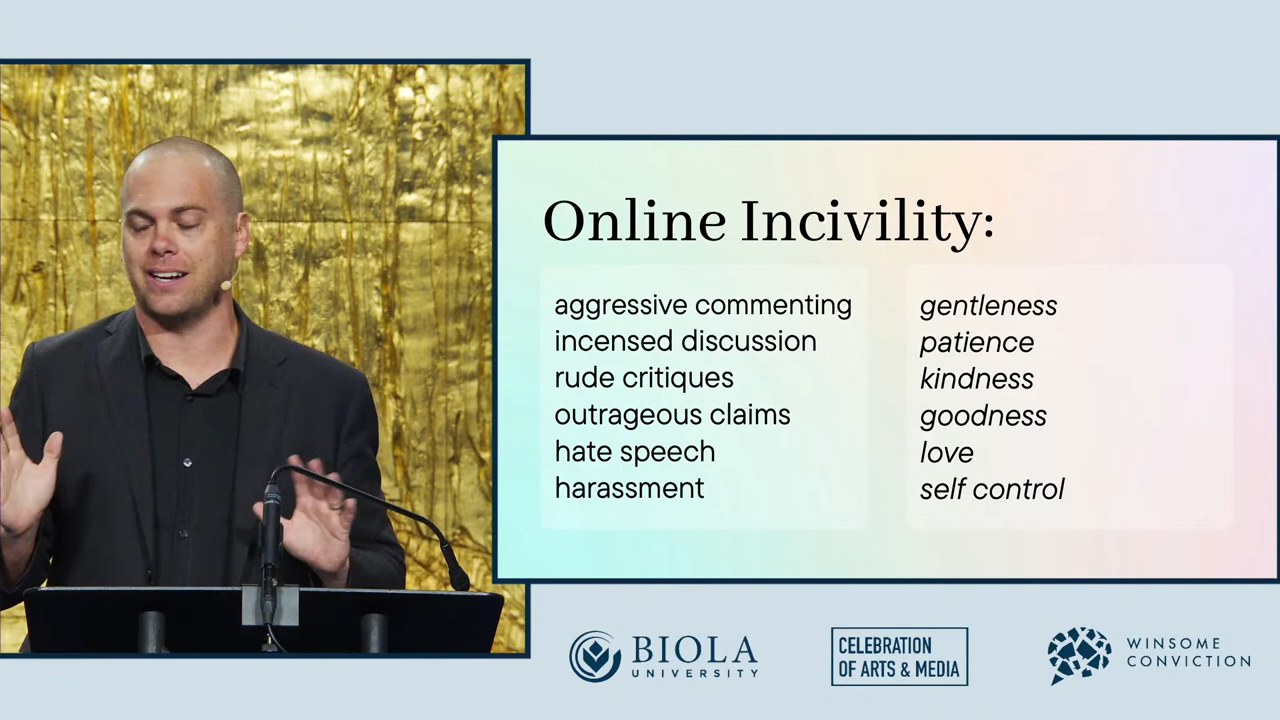 Online Incivility:
aggressive commenting
incensed discussion
rude critiques
outrageous claims
hate speech
harassment
gentleness
patience
kindness
goodness
love
self control
BIOLA
UNIVERSITY
CELEBRATION
OF ARTS & MEDIA
WINSOME
CONVICTION